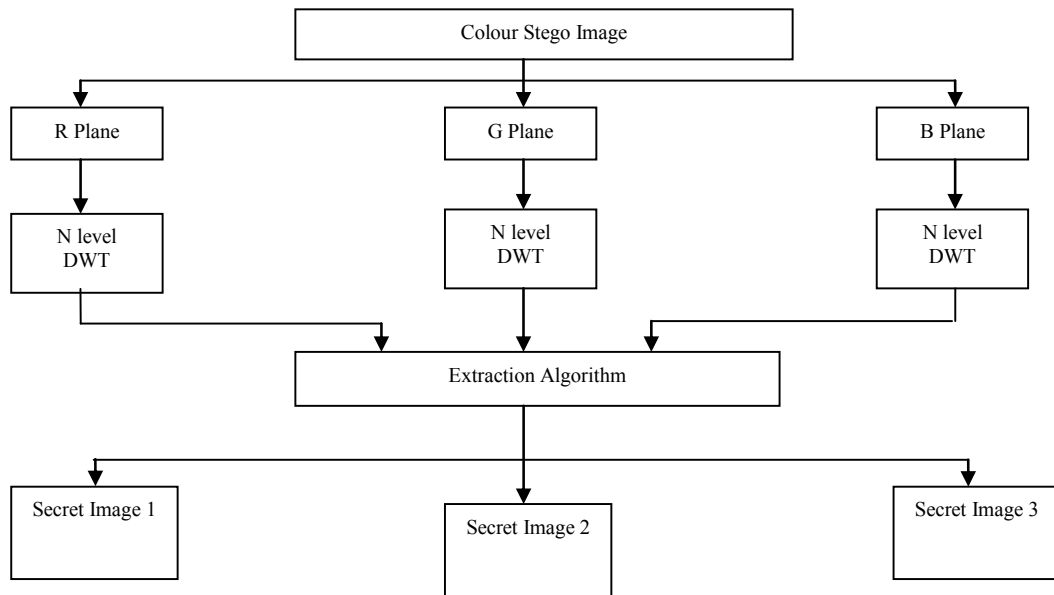 Colour Stego Image
R Plane
G Plane
B Plane
N level
DWT
N level
DWT
N level
DWT
Extraction Algorithm
Secret Image 1
Secret Image 2
Secret Image 3